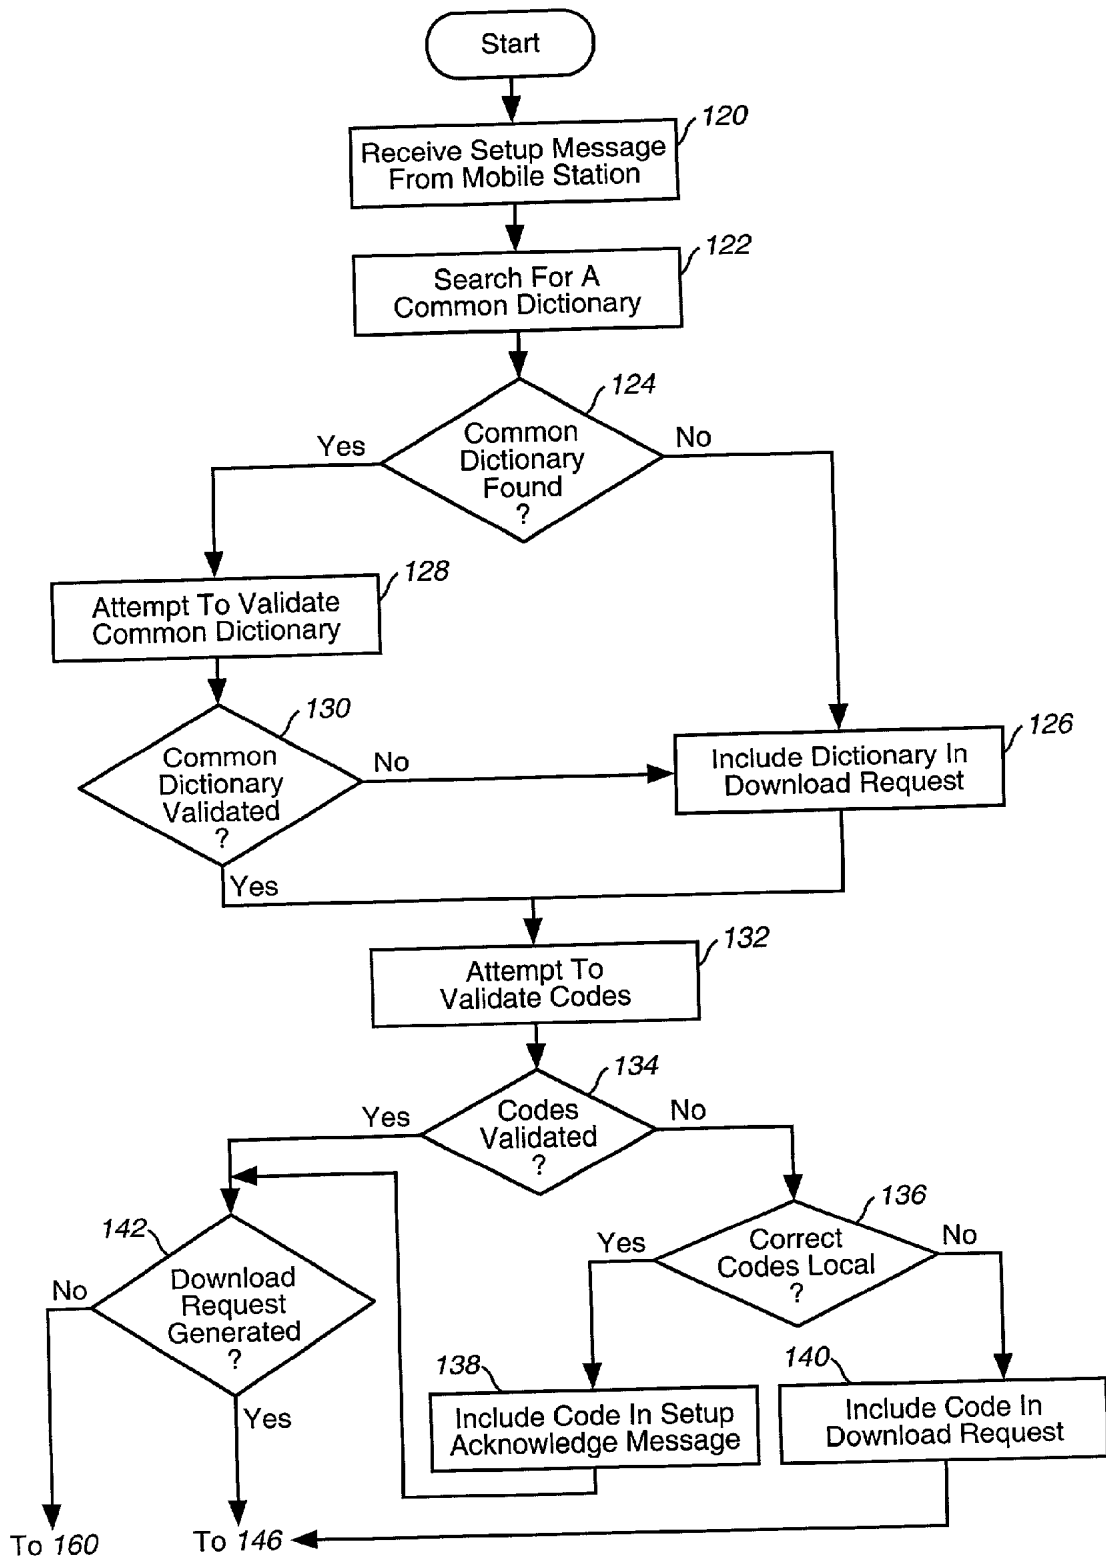 Start
120
Receive Setup Message
From Mobile Station
122
Search For A
Common Dictionary
124
Common
Dictionary
Found
?
Yes
No
128
Attempt To Validate
Common Dictionary
130
Common
Dictionary
Validated
?
No
126
Include Dictionary In
Download Request
Yes
132
Attempt To
Validate Codes
134
Codes
Validated
?
Yes
No
136
Correct
Codes Local
?
Yes
No
142
Download
Request
Generated
?
No
Yes
138
Include Code In Setup
Acknowledge Message
140
Include Code In
Download Request
To 160
To 146